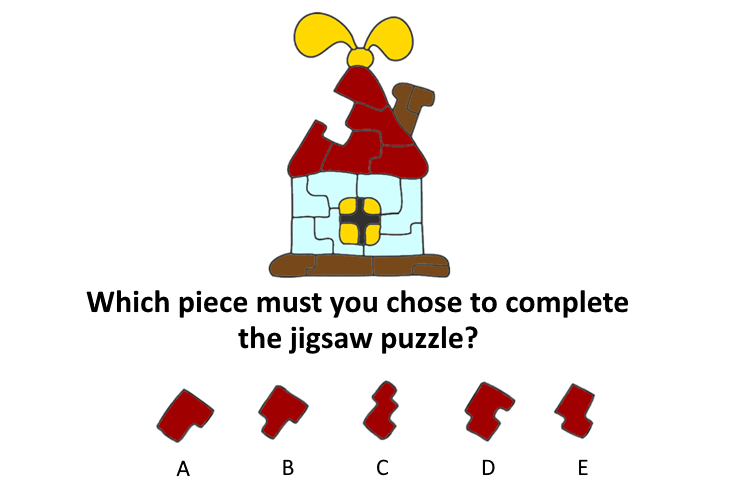 Which piece must you chose to complete
the jigsaw puzzle?
A B C D E